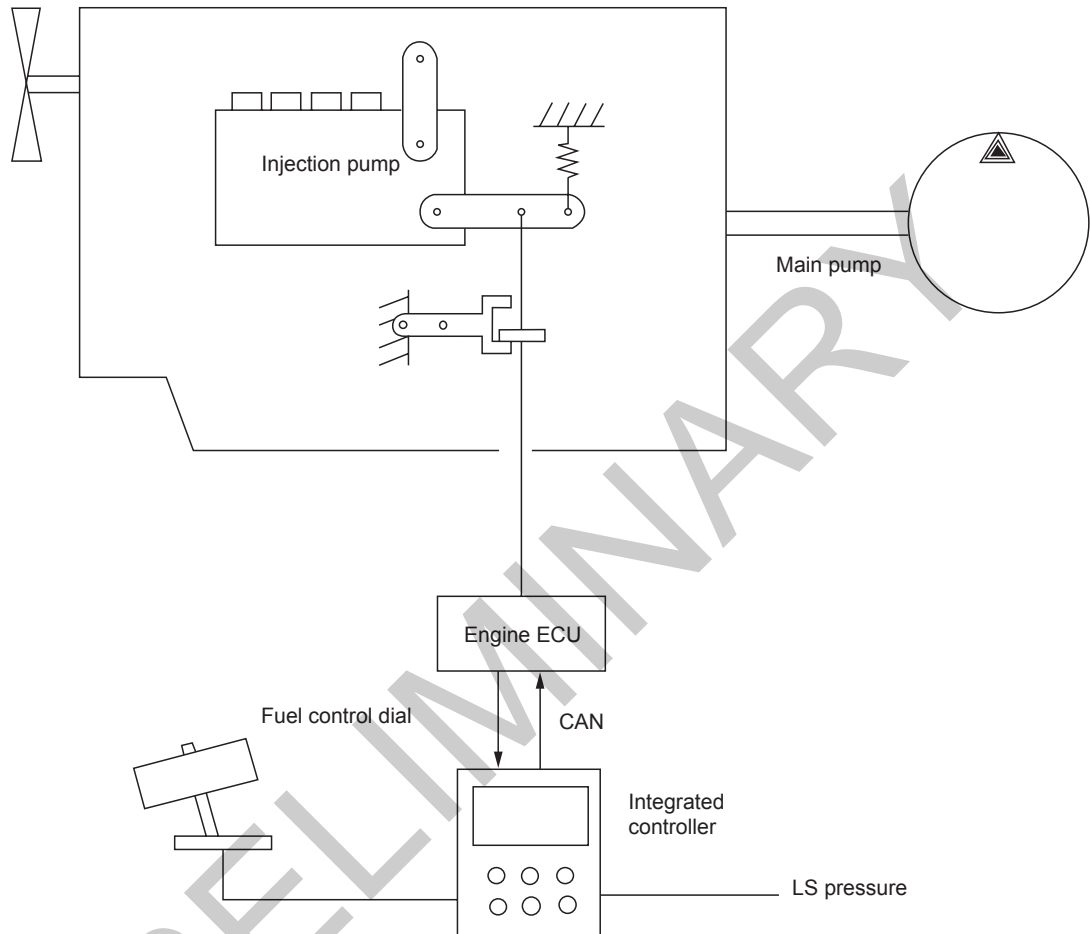 Injection pump
Main pump
Engine ECU
Fuel control dial
CAN
Integrated
controller
LS pressure
PRELIMINARY